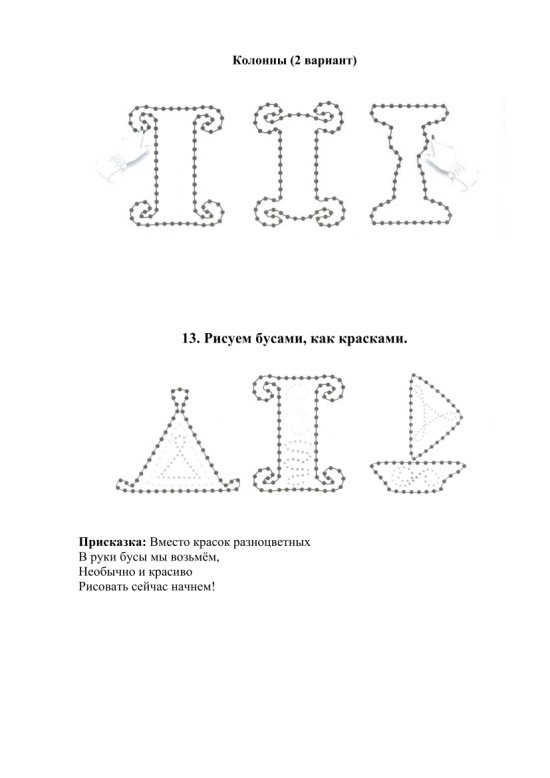 Колонны (2 вариант)
13. Рисуем бусами, как красками.
Присказка: Вместо красок разноцветных
В руки бусы мы возьмём,
Необычно и красиво
Рисовать сейчас начнем!